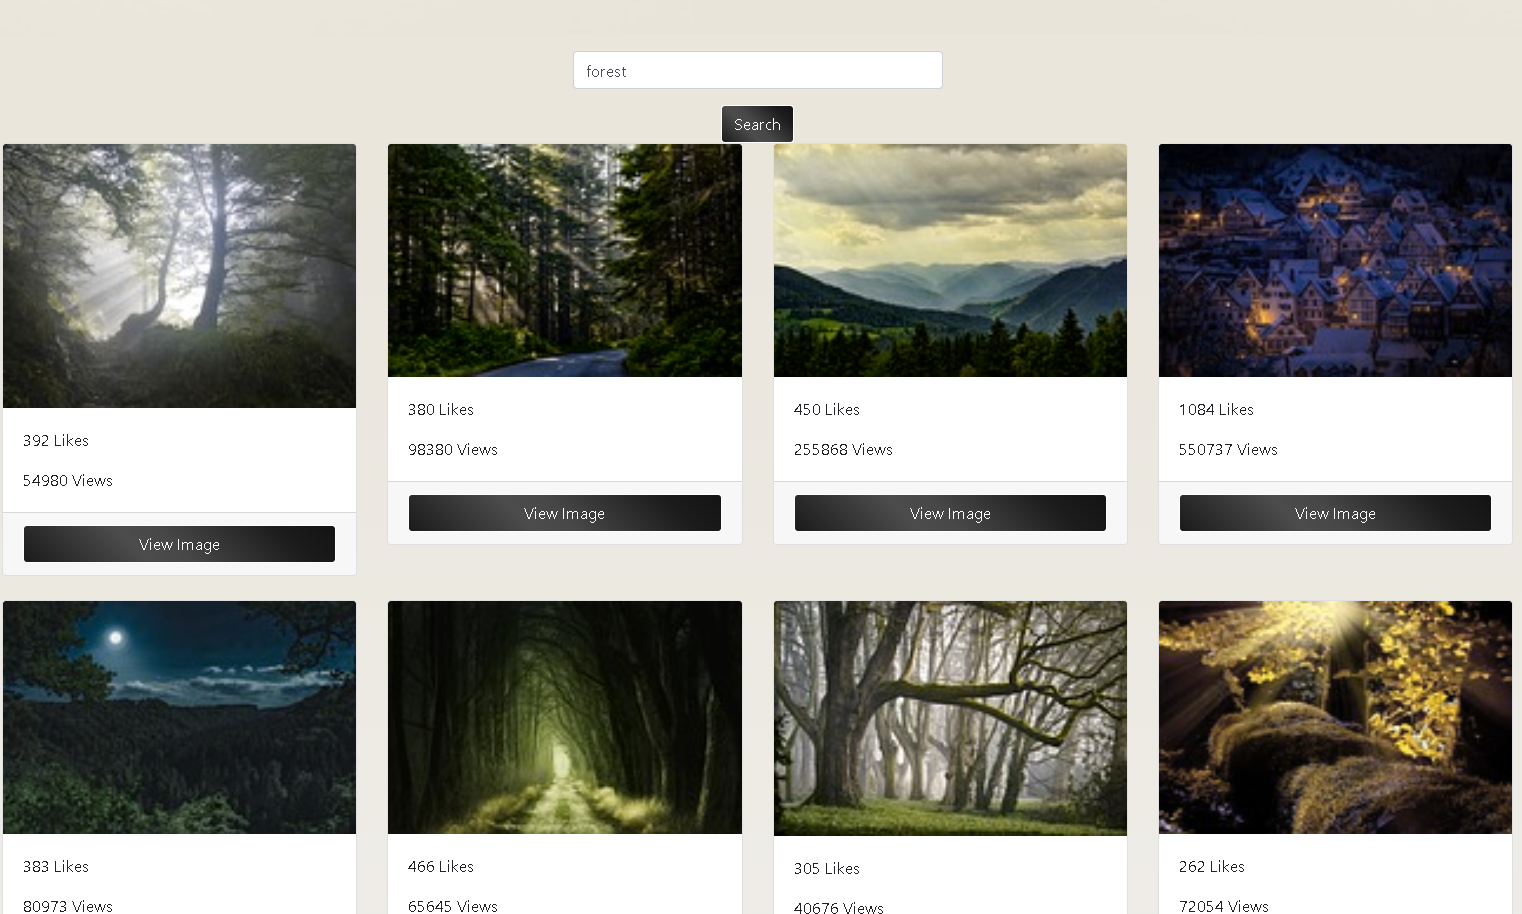 forest
Search
392 Likes
54980 Views
View Image
380 Likes
98380 Views
View Image
450 Likes
255868 Views
View Image
1084 Likes
550737 Views
View Image
383 Likes
80973 Views
466 Likes
65645 Views
305 Likes
40676 Views
262 Likes
72054 Views